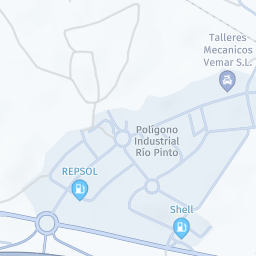 Talleres
Mecanicos
Vemar S.L.
Polígono
Industrial
Río Pinto
REPSOL
Shell